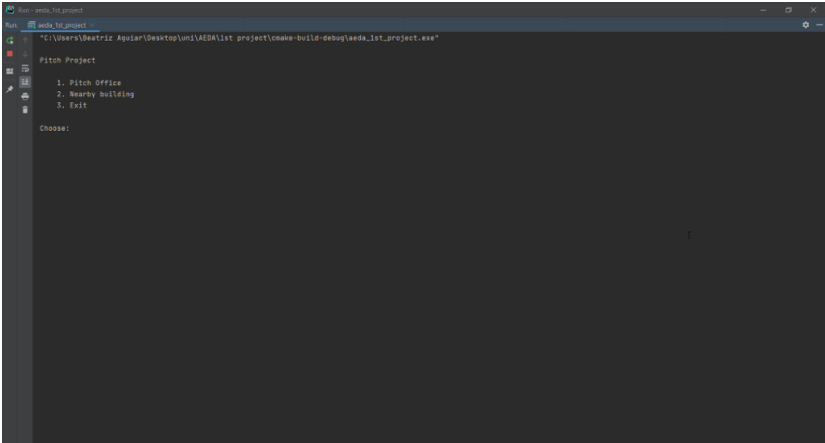 Run - aeda_1st_project
Run: aeda_1st_project
"C:\Users\Beatriz Aguiar\Desktop\uni\AEDA\1st project\cmake-build-debug\aeda_1st_project.exe"
Pitch Project
1. Pitch Office
2. Nearby building
3. Exit
Choose: